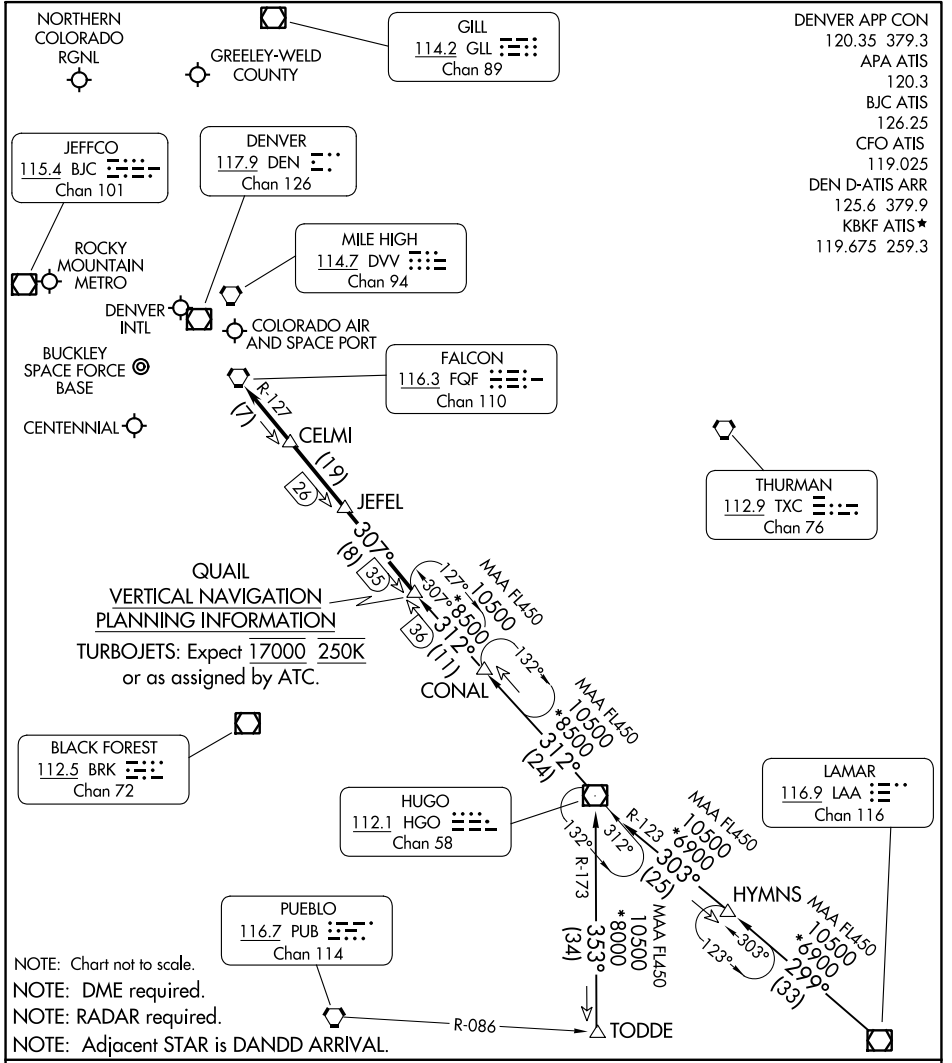 NORTHERN
COLORADO
RGNL
GREELEY-WELD
COUNTY
GILL
114.2 GLL
Chan 89
DENVER APP CON
120.35 379.3
APA ATIS
120.3
BJC ATIS
126.25
CFO ATIS
119.025
DEN D-ATIS ARR
125.6 379.9
KBKF ATIS★
119.675 259.3
JEFFCO
115.4 BJC
Chan 101
DENVER
117.9 DEN
Chan 126
ROCKY
MOUNTAIN
METRO
MILE HIGH
114.7 DVV
Chan 94
DENVER
INTL
COLORADO AIR
AND SPACE PORT
BUCKLEY
SPACE FORCE
BASE
FALCON
116.3 FQF
Chan 110
CENTENNIAL
R-127
(7)
CELMI
(19)
26
JEFEL
THURMAN
112.9 TXC
Chan 76
307°
(8)
35
QUAIL
VERTICAL NAVIGATION
PLANNING INFORMATION
TURBOJETS: Expect 17000 250K
or as assigned by ATC.
127°
307°
MAA FL450
10500
*8500
312°
(11)
36
CONAL
132°
MAA FL450
10500
*8500
312°
(24)
BLACK FOREST
112.5 BRK
Chan 72
HUGO
112.1 HGO
Chan 58
132°
312°
LAMAR
116.9 LAA
Chan 116
R-123
MAA FL450
10500
*6900
303°
(25)
HYMNS
303°
123°
MAA FL450
10500
*6900
299°
(33)
R-173
MAA FL450
10500
*8000
353°
(34)
PUEBLO
116.7 PUB
Chan 114
R-086
TODDE
NOTE: Chart not to scale.
NOTE: DME required.
NOTE: RADAR required.
NOTE: Adjacent STAR is DANDD ARRIVAL.